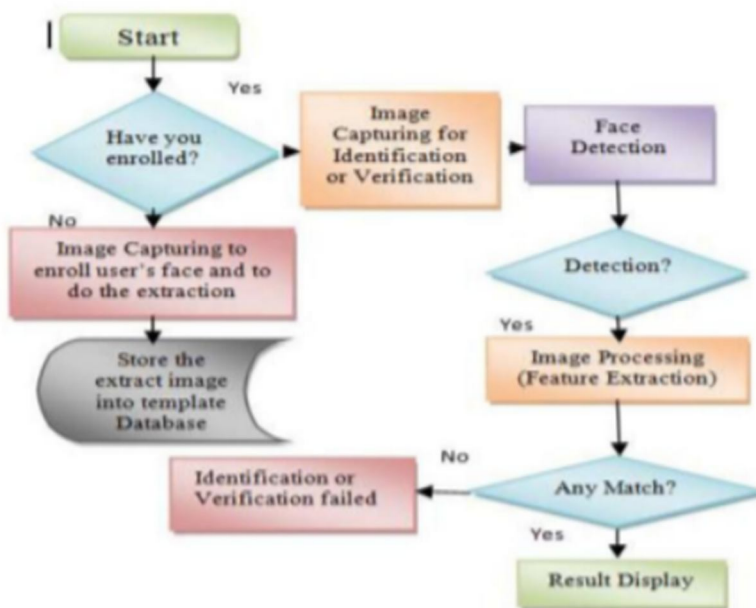 Start
Yes
Have you
enrolled?
Image
Capturing for
Identification
or Verification
Face
Detection
No
Image Capturing to
enroll user's face and to
do the extraction
Detection?
Yes
Store the
extract image
into template
Database
Image Processing
(Feature Extraction)
No
Identification or
Verification failed
Any Match?
Yes
Result Display